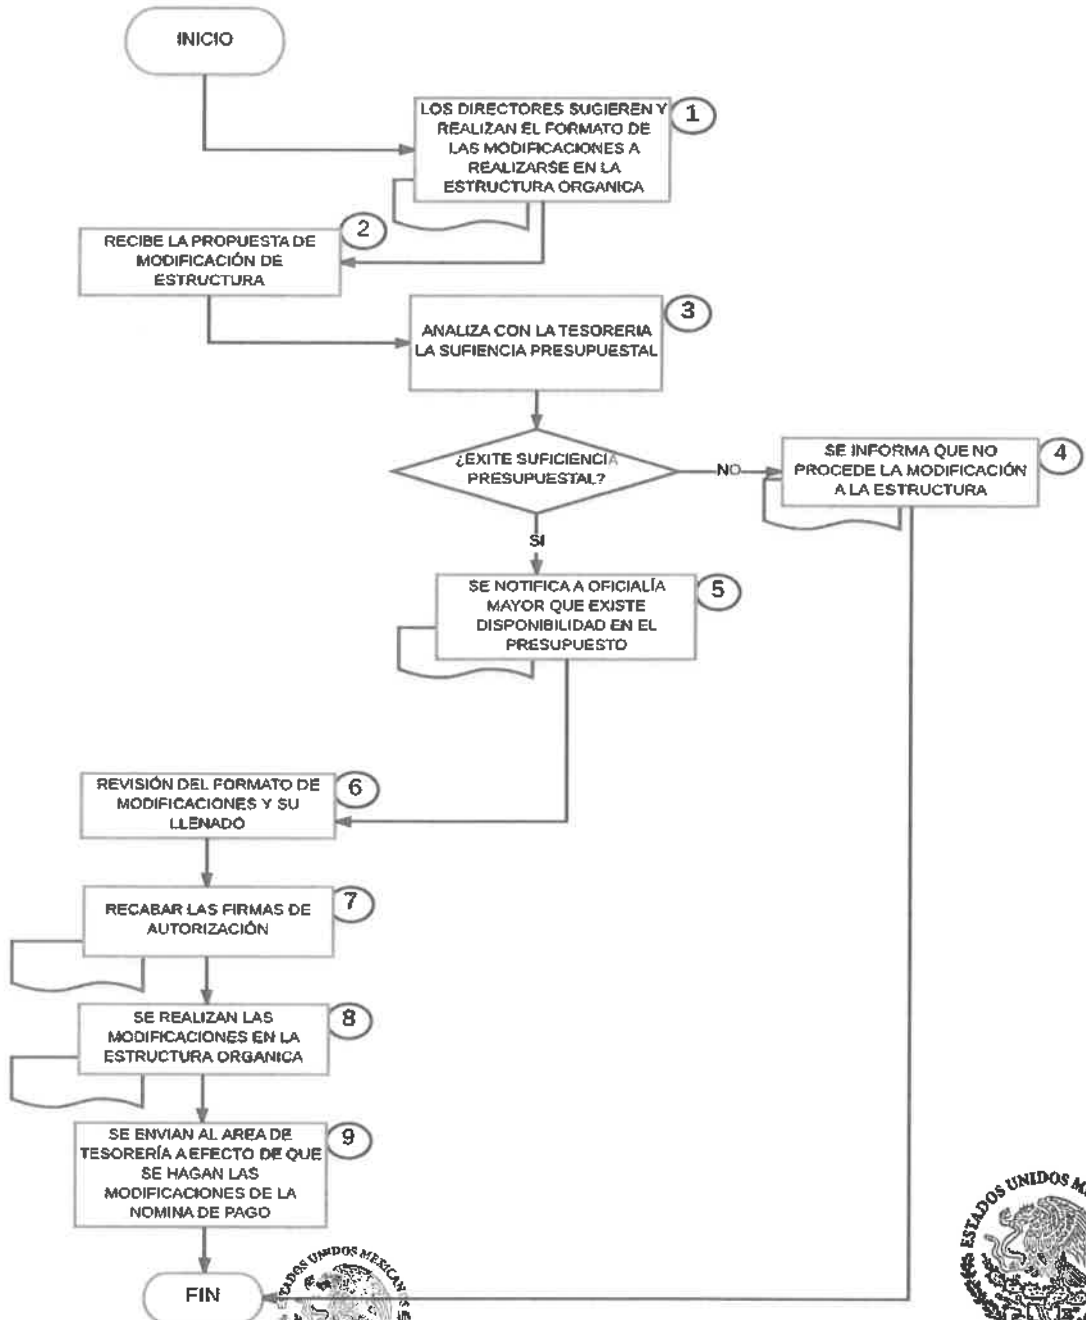 INICIO
LOS DIRECTORES SUGIEREN Y
REALIZAN EL FORMATO DE
LAS MODIFICACIONES A
REALIZARSE EN LA
ESTRUCTURA ORGANICA
1
RECIBE LA PROPUESTA DE
MODIFICACIÓN DE
ESTRUCTURA
2
ANALIZA CON LA TESORERIA
LA SUFIENCIA PRESUPUESTAL
3
¿EXITE SUFICIENCIA
PRESUPUESTAL?
NO
SE INFORMA QUE NO
PROCEDE LA MODIFICACIÓN
A LA ESTRUCTURA
4
SI
SE NOTIFICA A OFICIALÍA
MAYOR QUE EXISTE
DISPONIBILIDAD EN EL
PRESUPUESTO
5
REVISIÓN DEL FORMATO DE
MODIFICACIONES Y SU
LLENADO
6
RECABAR LAS FIRMAS DE
AUTORIZACIÓN
7
SE REALIZAN LAS
MODIFICACIONES EN LA
ESTRUCTURA ORGANICA
8
SE ENVIAN AL AREA DE
TESORERÍA A EFECTO DE QUE
SE HAGAN LAS
MODIFICACIONES DE LA
NOMINA DE PAGO
9
FIN
ESTADOS UNIDOS MEXICAN
ESTADOS UNIDOS M